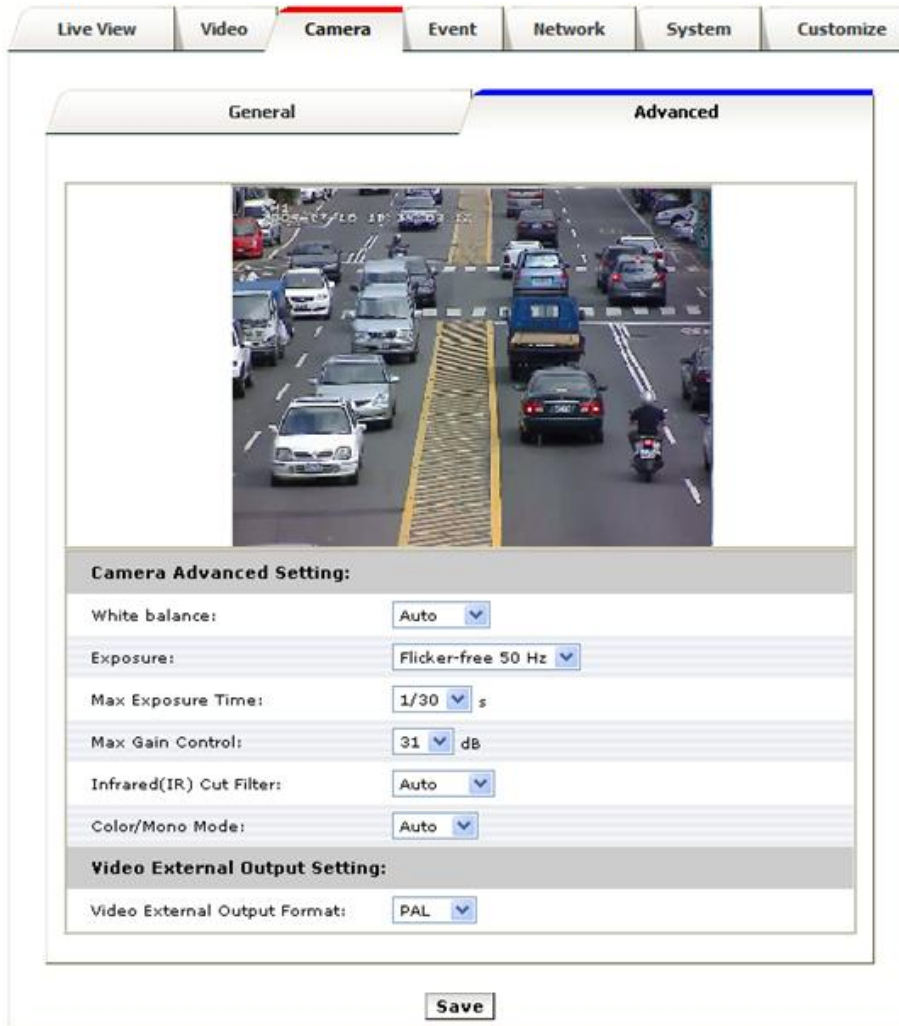 Live View Video Camera Event Network System Customize
General Advanced
Camera Advanced Setting:
White balance: Auto
Exposure: Flicker-free 50 Hz
Max Exposure Time: 1/30 s
Max Gain Control: 31 dB
Infrared(IR) Cut Filter: Auto
Color/Mono Mode: Auto
Video External Output Setting:
Video External Output Format: PAL
Save